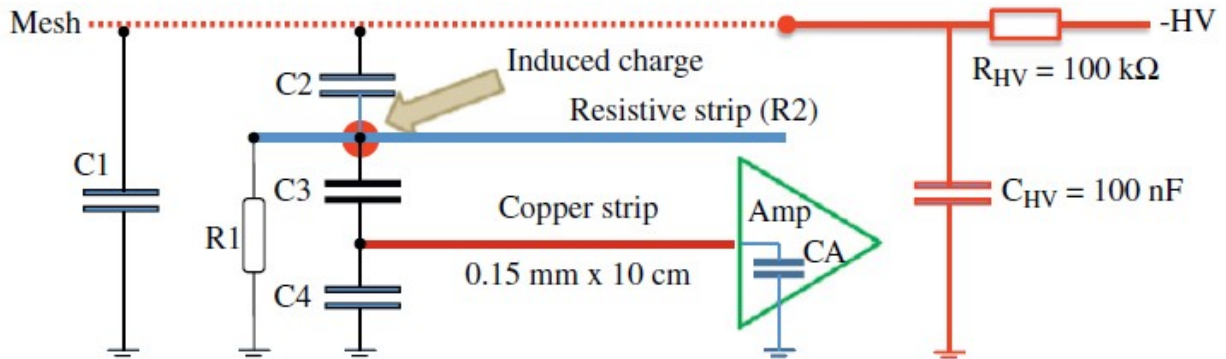 Mesh
-HV
R_HV = 100 kΩ
Induced charge
C2
Resistive strip (R2)
C1
C3
Copper strip
Amp
C_HV = 100 nF
R1
CA
0.15 mm x 10 cm
C4